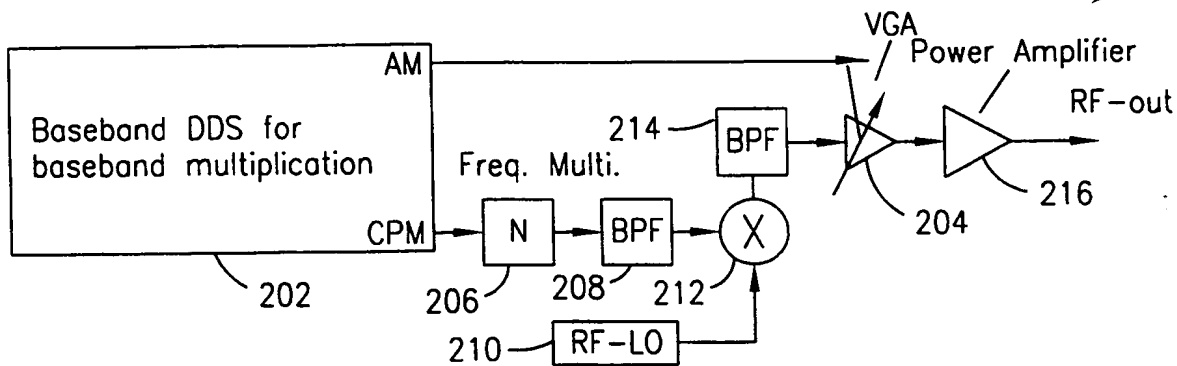 VGA
AM
Power Amplifier
RF-out
Baseband DDS for
baseband multiplication
214
BPF
Freq. Multi.
204
216
CPM
N
BPF
X
202
206
208
212
210
RF-LO